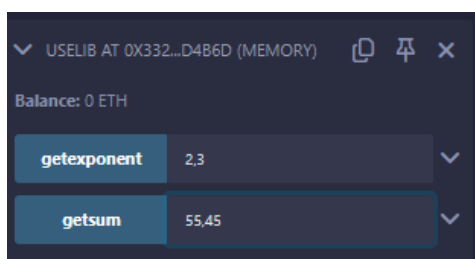 USELIB AT 0X332...D4B6D (MEMORY)
Balance: 0 ETH
getexponent 2,3
getsum 55,45